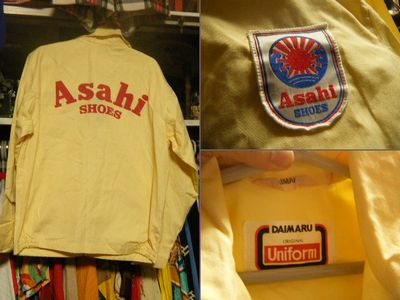 Asahi
SHOES
Asahi
SHOES
DAIMARU
ORIGINAL
Uniform